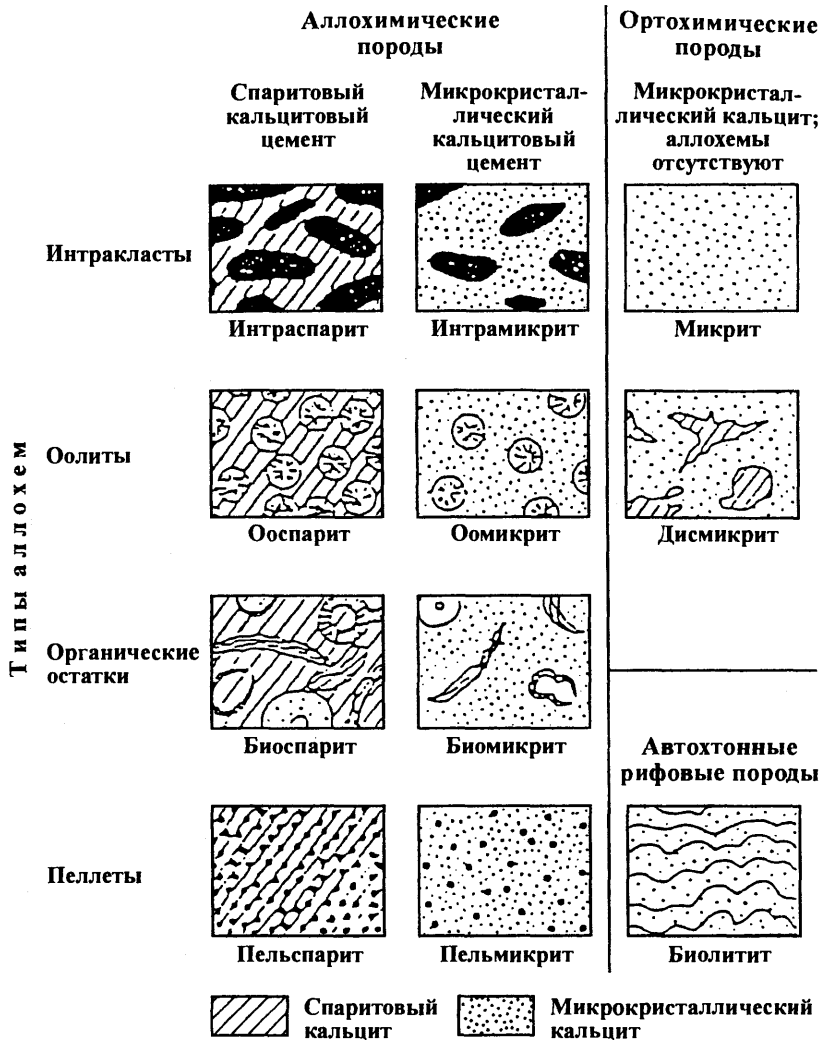 Аллохимические
породы
Ортохимические
породы
Спаритовый
кальцитовый
цемент
Микрокристал-
лический
кальцитовый
цемент
Микрокристал-
лический кальцит;
аллохемы
отсутствуют
Типы аллохем
Интракласты
Интраспарит
Интрамикрит
Микрит
Оолиты
Ооспарит
Оомикрит
Дисмикрит
Органические
остатки
Биоспарит
Биомикрит
Автохтонные
рифовые породы
Пеллеты
Пельспарит
Пельмикрит
Биолитит
Спаритовый
кальцит
Микрокристаллический
кальцит